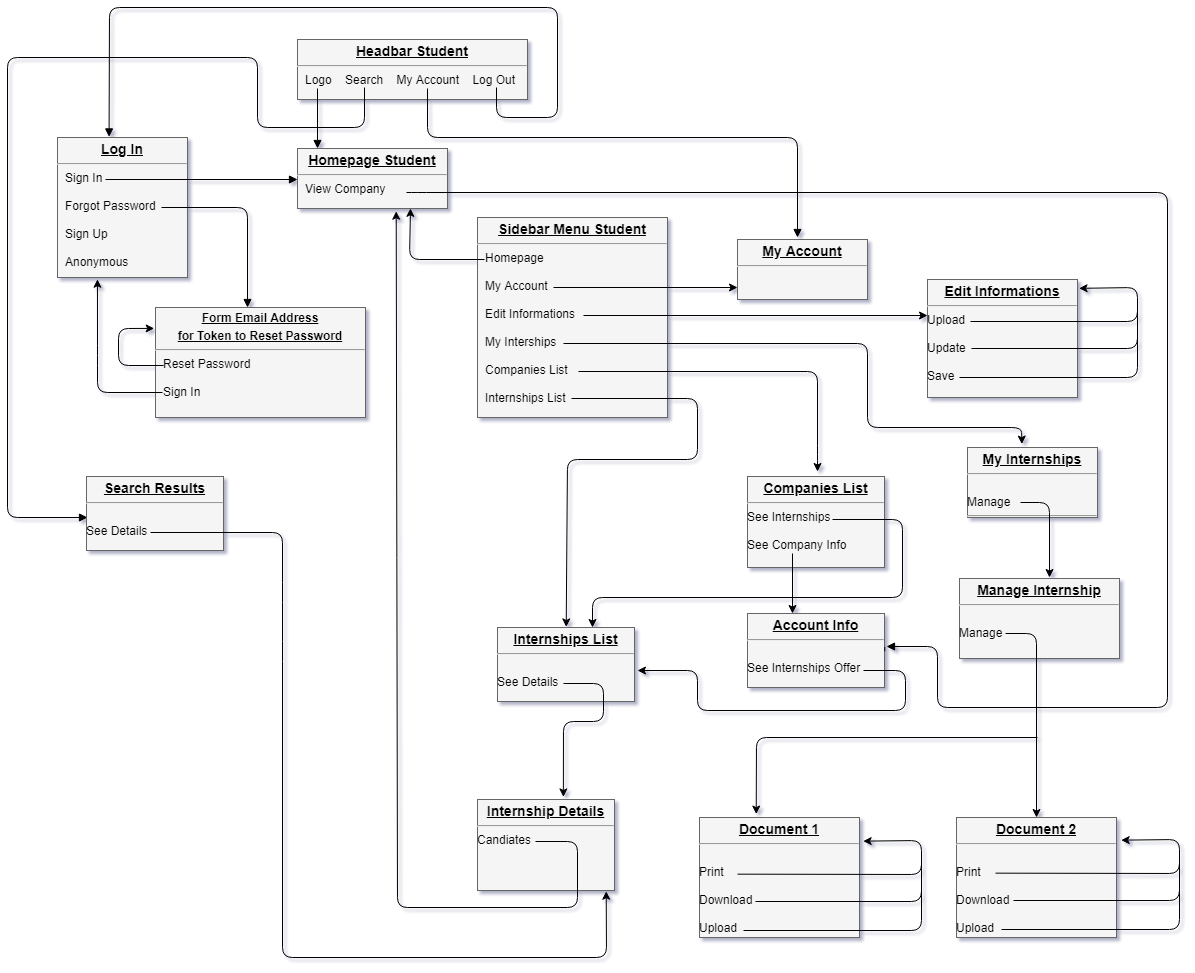 Headbar Student
Logo Search My Account Log Out
Log In
Sign In
Forgot Password
Sign Up
Anonymous
Homepage Student
View Company
Sidebar Menu Student
Homepage
My Account
Edit Informations
My Interships
Companies List
Internships List
My Account
Edit Informations
Upload
Update
Save
Form Email Address
for Token to Reset Password
Reset Password
Sign In
My Internships
Manage
Search Results
See Details
Companies List
See Internships
See Company Info
Manage Internship
Manage
Account Info
See Internships Offer
Internships List
See Details
Internship Details
Candiates
Document 1
Print
Download
Upload
Document 2
Print
Download
Upload